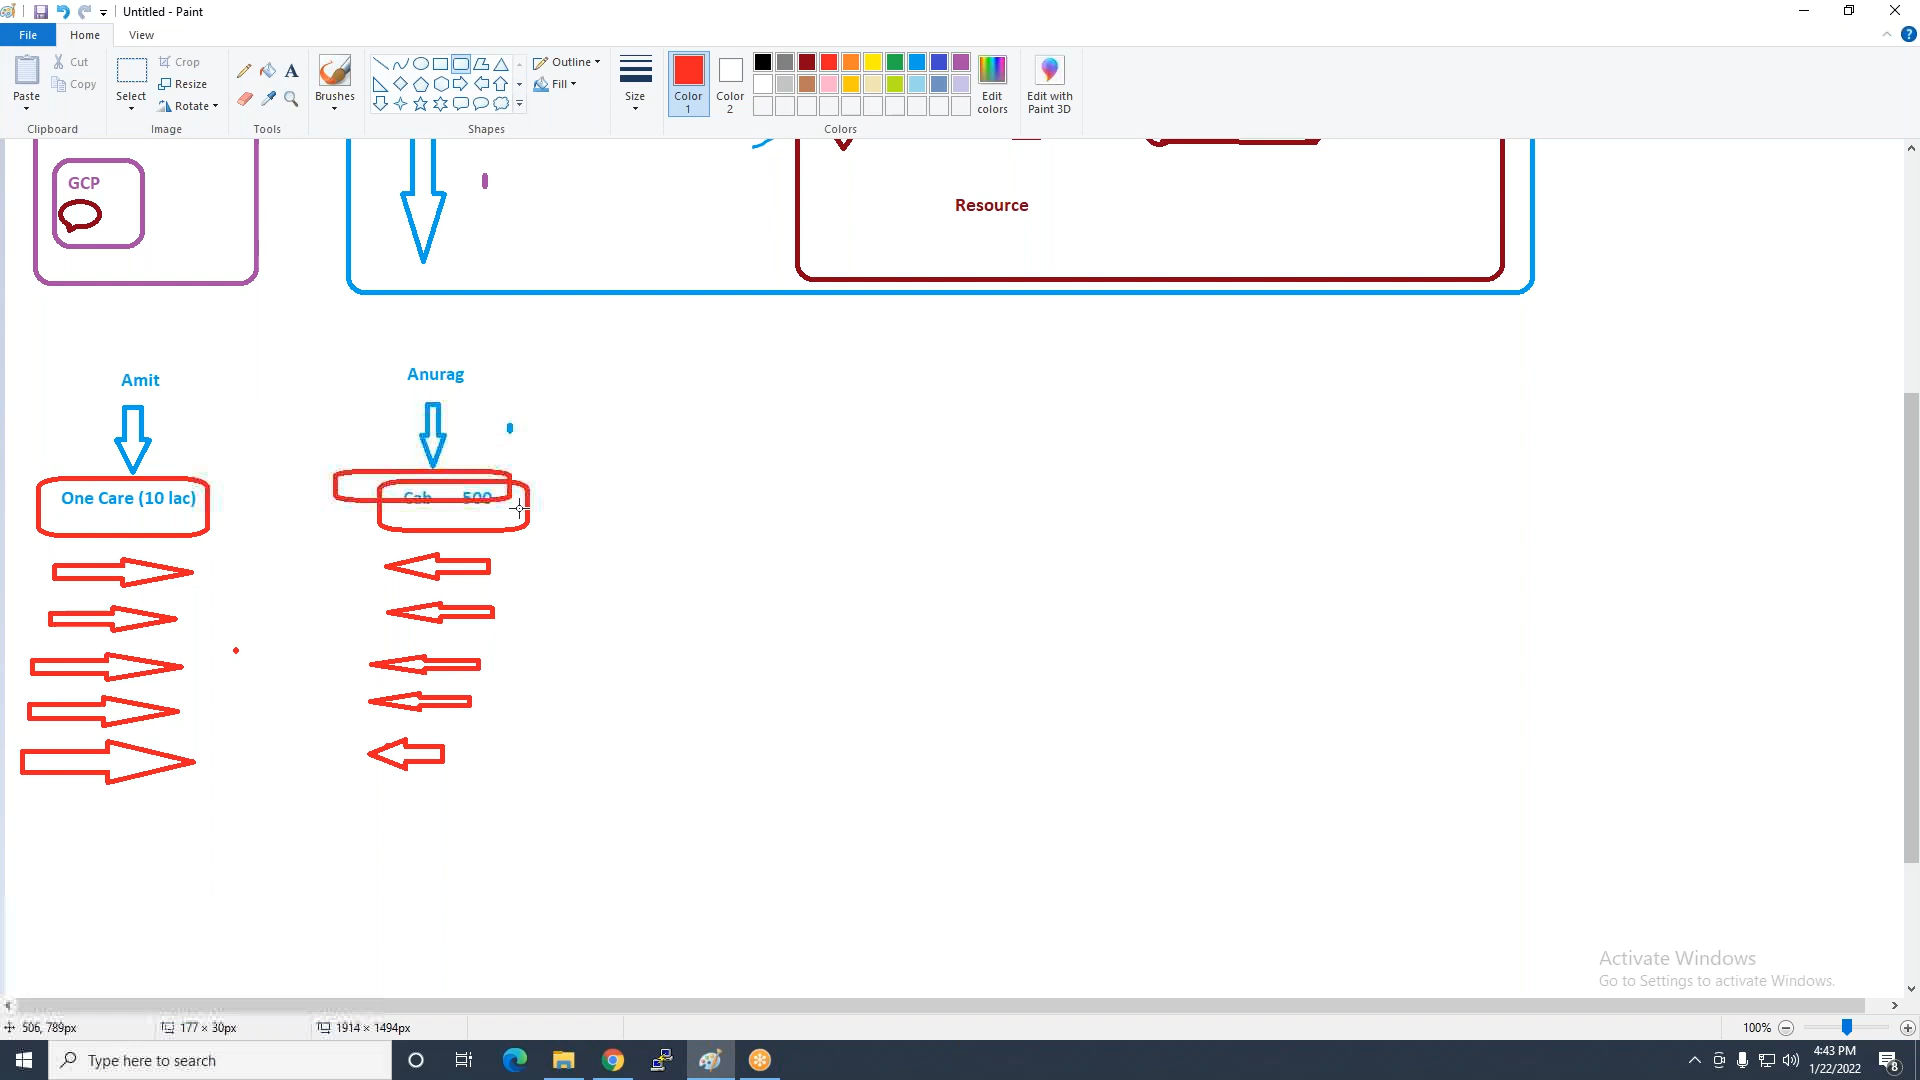 Untitled - Paint
File
Home
View
Paste
Cut
Copy
Clipboard
Select
Crop
Resize
Rotate
Image
Tools
Brushes
Shapes
Outline
Fill
Size
Color
1
Color
2
Colors
Edit
colors
Edit with
Paint 3D
GCP
Resource
Amit
Anurag
One Care (10 lac)
Cab 500
Activate Windows
Go to Settings to activate Windows.
506, 789px
177 × 30px
1914 × 1494px
100%
Type here to search
4:43 PM
1/22/2022
8